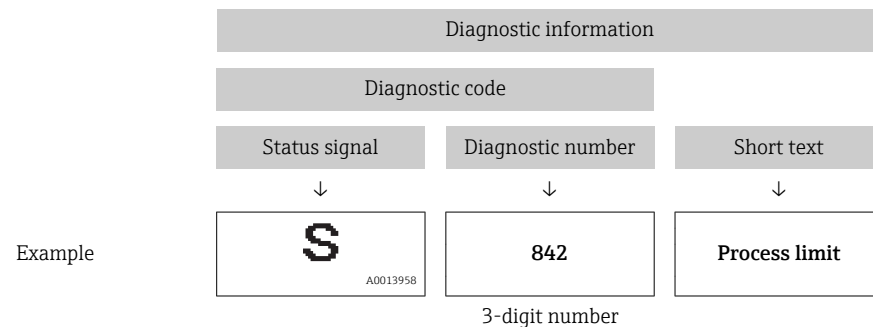 Diagnostic information
Diagnostic code
Status signal Diagnostic number Short text
↓ ↓ ↓
Example S 842 Process limit
A0013958
3-digit number